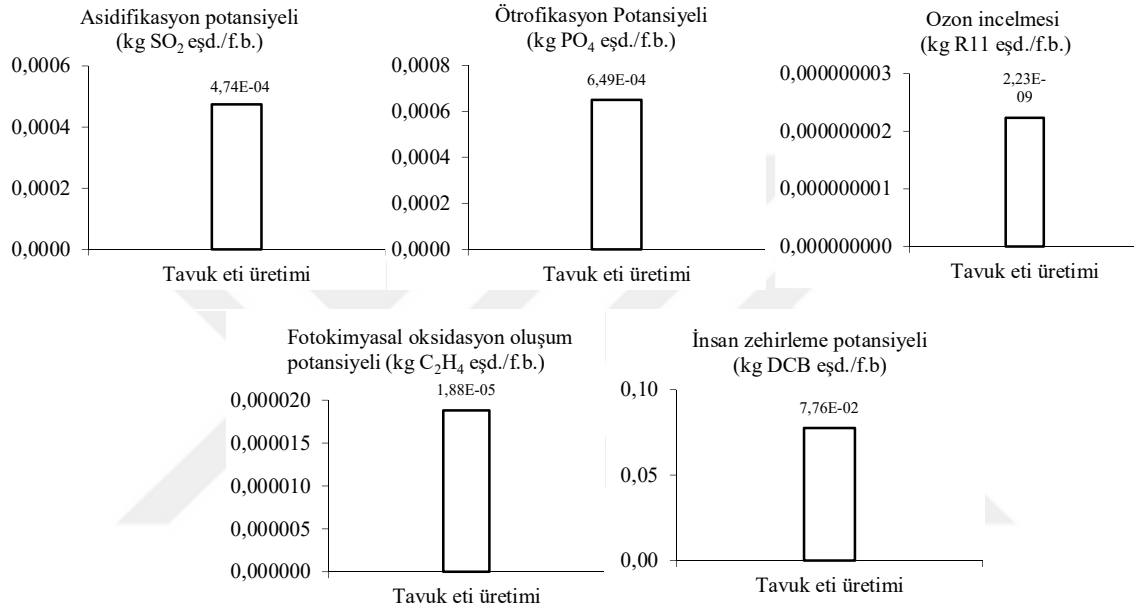 Asidifikasyon potansiyeli
(kg SO₂ eşd./f.b.)
0,0006
0,0004
0,0002
0,0000
4,74E-04
Tavuk eti üretimi
Ötrofikasyon Potansiyeli
(kg PO₄ eşd./f.b.)
0,0008
0,0006
0,0004
0,0002
0,0000
6,49E-04
Tavuk eti üretimi
Ozon incelmesi
(kg R11 eşd./f.b.)
0,000000003
0,000000002
0,000000001
0,000000000
2,23E-
09
Tavuk eti üretimi
Fotokimyasal oksidasyon oluşum
potansiyeli (kg C₂H₄ eşd./f.b.)
0,000020
0,000015
0,000010
0,000005
0,000000
1,88E-05
Tavuk eti üretimi
İnsan zehirleme potansiyeli
(kg DCB eşd./f.b)
0,10
0,05
0,00
7,76E-02
Tavuk eti üretimi